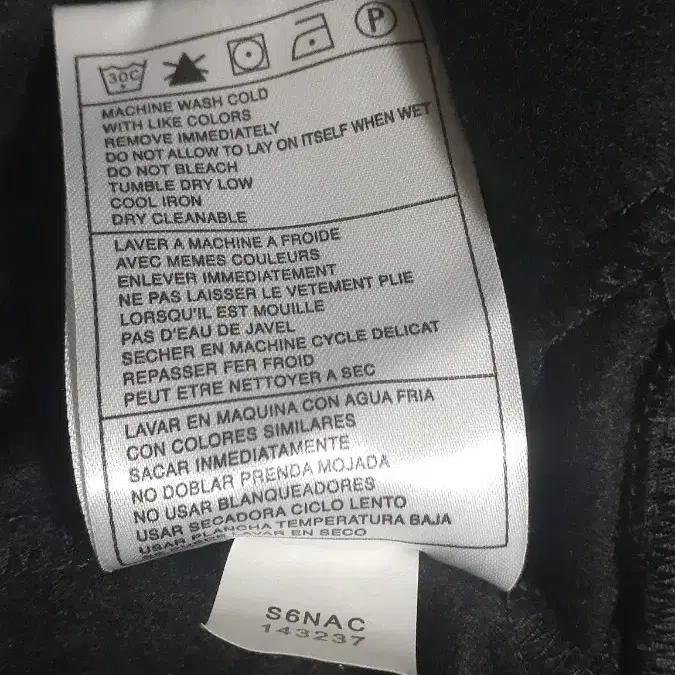 30C
P
MACHINE WASH COLD
WITH LIKE COLORS
REMOVE IMMEDIATELY
DO NOT ALLOW TO LAY ON ITSELF WHEN WET
DO NOT BLEACH
TUMBLE DRY LOW
COOL IRON
DRY CLEANABLE
LAVER A MACHINE A FROIDE
AVEC MEMES COULEURS
ENLEVER IMMEDIATEMENT
NE PAS LAISSER LE VETEMENT PLIE
LORSQU'IL EST MOUILLE
PAS D'EAU DE JAVEL
SECHER EN MACHINE CYCLE DELICAT
REPASSER FER FROID
PEUT ETRE NETTOYER A SEC
LAVAR EN MAQUINA CON AGUA FRIA
CON COLORES SIMILARES
SACAR INMEDIATAMENTE
NO DOBLAR PRENDA MOJADA
NO USAR BLANQUEADORES
USAR SECADORA CICLO LENTO
USAR PLANCHA TEMPERATURA BAJA
LAVAR EN SECO
S6NAC
143237